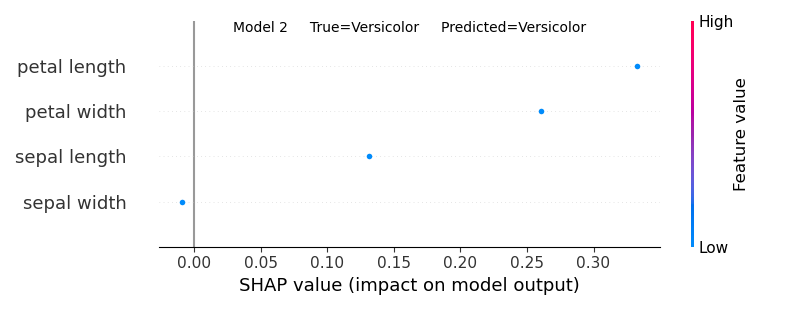 Model 2 True=Versicolor Predicted=Versicolor
High
petal length
petal width
sepal length
sepal width
Feature value
Low
0.00 0.05 0.10 0.15 0.20 0.25 0.30
SHAP value (impact on model output)